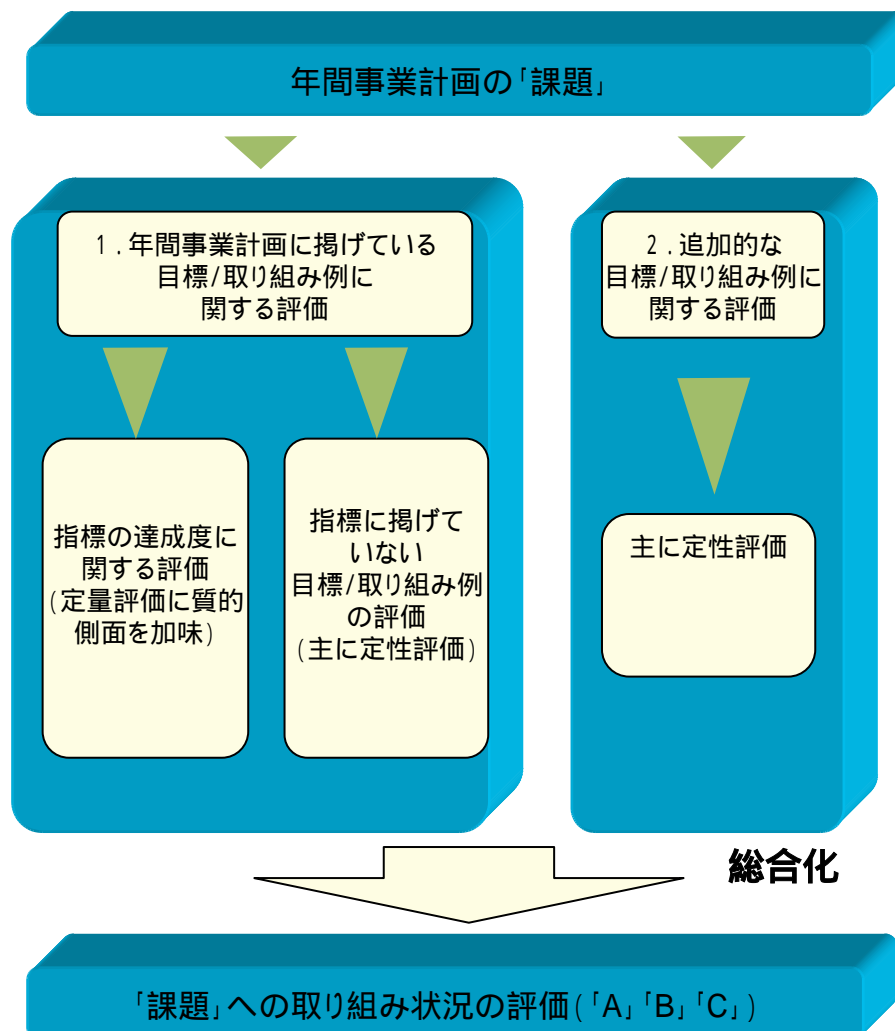 年間事業計画の「課題」
1．年間事業計画に掲げている
目標/取り組み例に
関する評価
2．追加的な
目標/取り組み例に
関する評価
指標の達成度に
関する評価
(定量評価に質的
側面を加味)
指標に掲げて
いない
目標/取り組み例
の評価
(主に定性評価)
主に定性評価
総合化
「課題」への取り組み状況の評価(「A」「B」「C」)